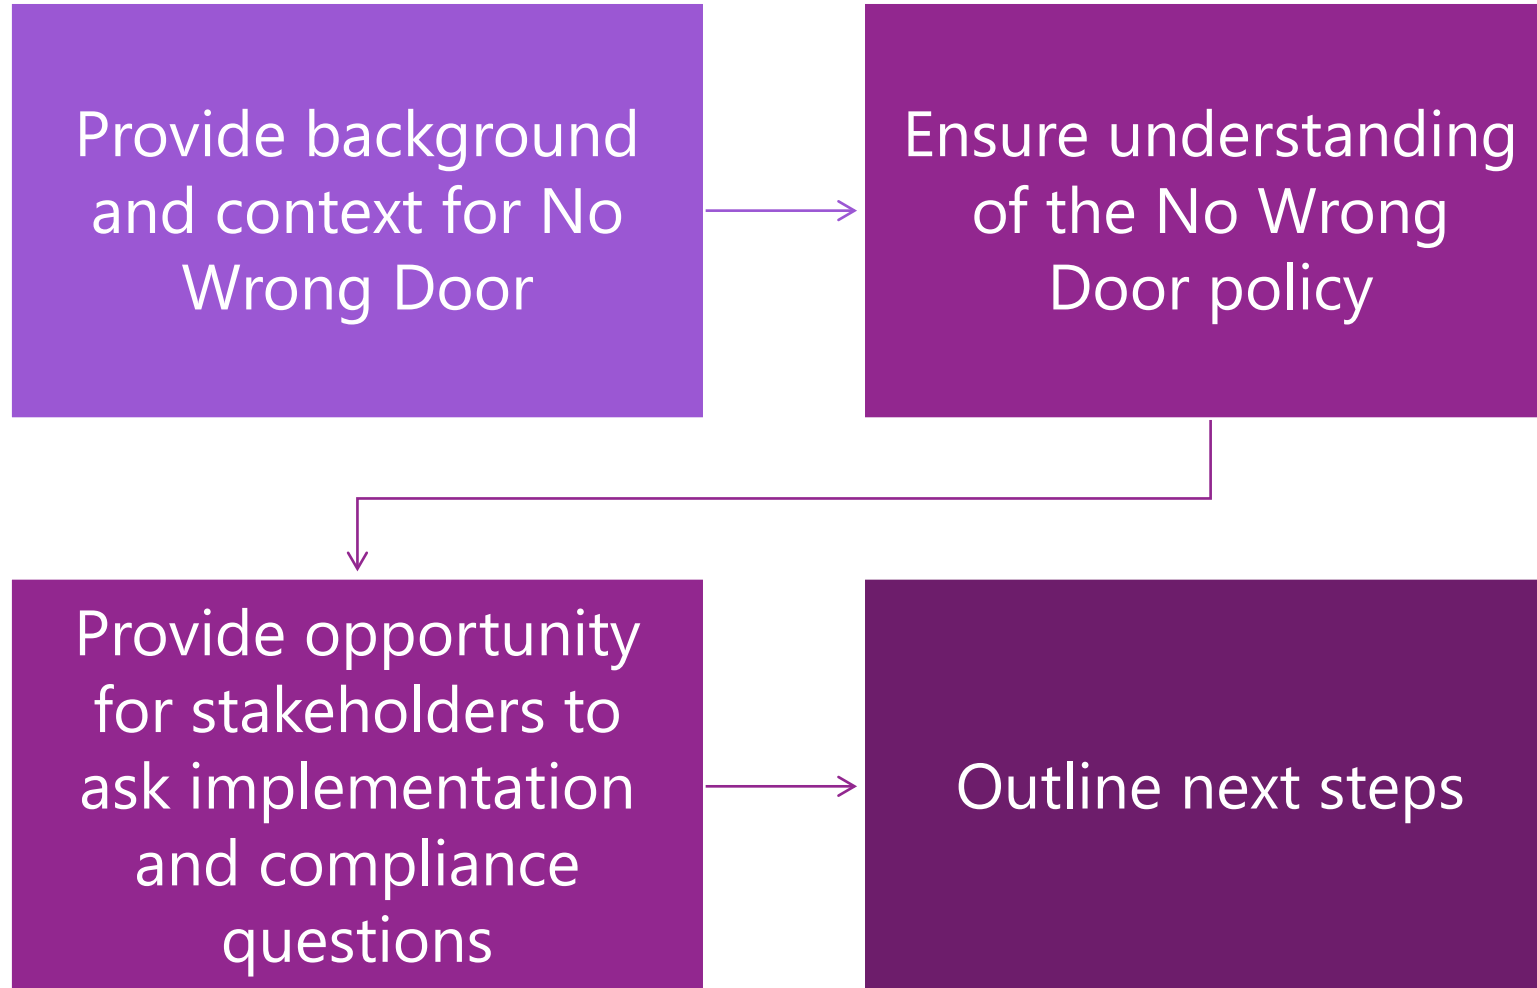 Provide background
and context for No
Wrong Door
Ensure understanding
of the No Wrong
Door policy
Provide opportunity
for stakeholders to
ask implementation
and compliance
questions
Outline next steps